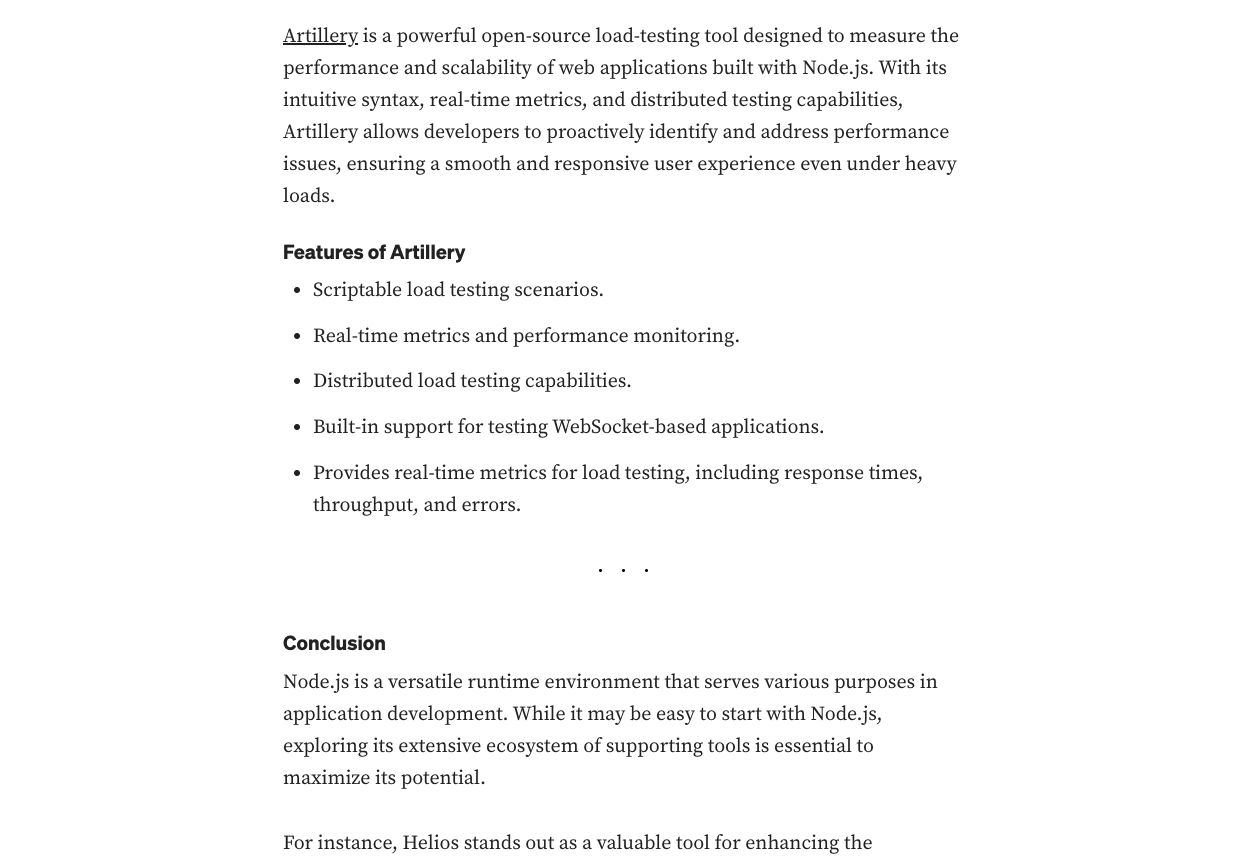 Artillery is a powerful open-source load-testing tool designed to measure the
performance and scalability of web applications built with Node.js. With its
intuitive syntax, real-time metrics, and distributed testing capabilities,
Artillery allows developers to proactively identify and address performance
issues, ensuring a smooth and responsive user experience even under heavy
loads.
Features of Artillery
• Scriptable load testing scenarios.
• Real-time metrics and performance monitoring.
• Distributed load testing capabilities.
• Built-in support for testing WebSocket-based applications.
• Provides real-time metrics for load testing, including response times,
throughput, and errors.
. . .
Conclusion
Node.js is a versatile runtime environment that serves various purposes in
application development. While it may be easy to start with Node.js,
exploring its extensive ecosystem of supporting tools is essential to
maximize its potential.
For instance, Helios stands out as a valuable tool for enhancing the